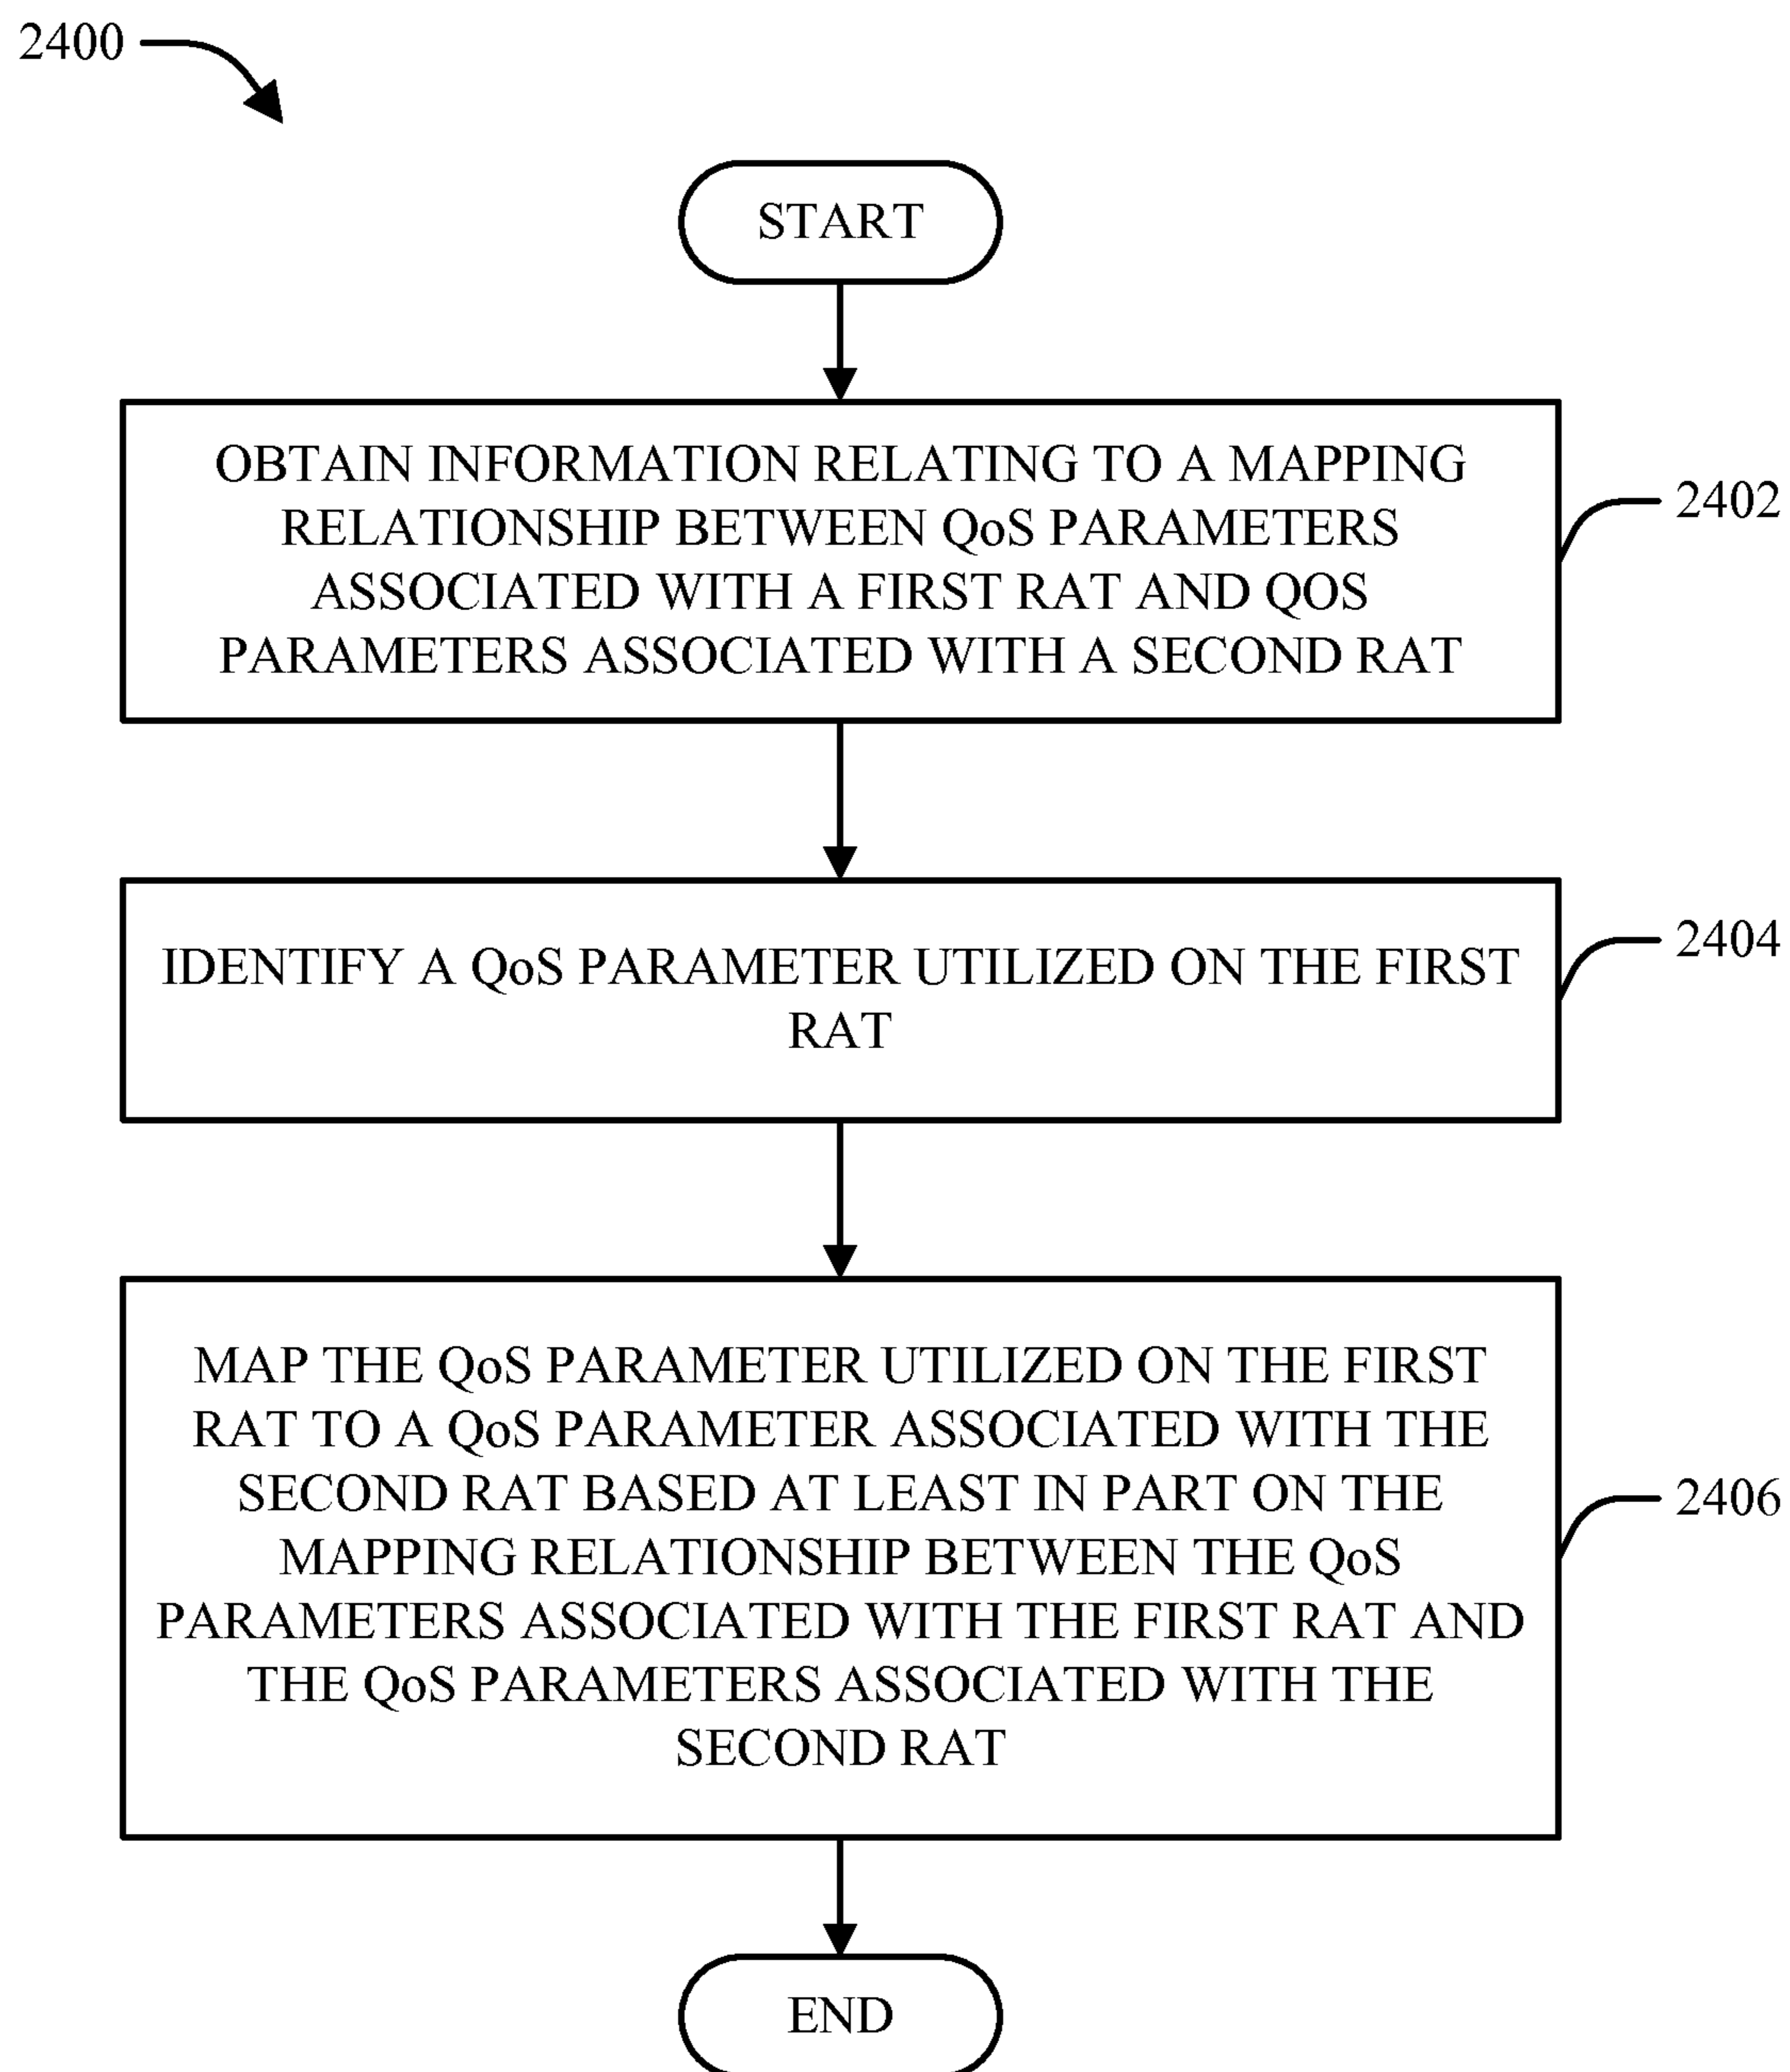 2400
START
OBTAIN INFORMATION RELATING TO A MAPPING
RELATIONSHIP BETWEEN QoS PARAMETERS
ASSOCIATED WITH A FIRST RAT AND QOS
PARAMETERS ASSOCIATED WITH A SECOND RAT
2402
IDENTIFY A QoS PARAMETER UTILIZED ON THE FIRST
RAT
2404
MAP THE QoS PARAMETER UTILIZED ON THE FIRST
RAT TO A QoS PARAMETER ASSOCIATED WITH THE
SECOND RAT BASED AT LEAST IN PART ON THE
MAPPING RELATIONSHIP BETWEEN THE QoS
PARAMETERS ASSOCIATED WITH THE FIRST RAT AND
THE QoS PARAMETERS ASSOCIATED WITH THE
SECOND RAT
2406
END